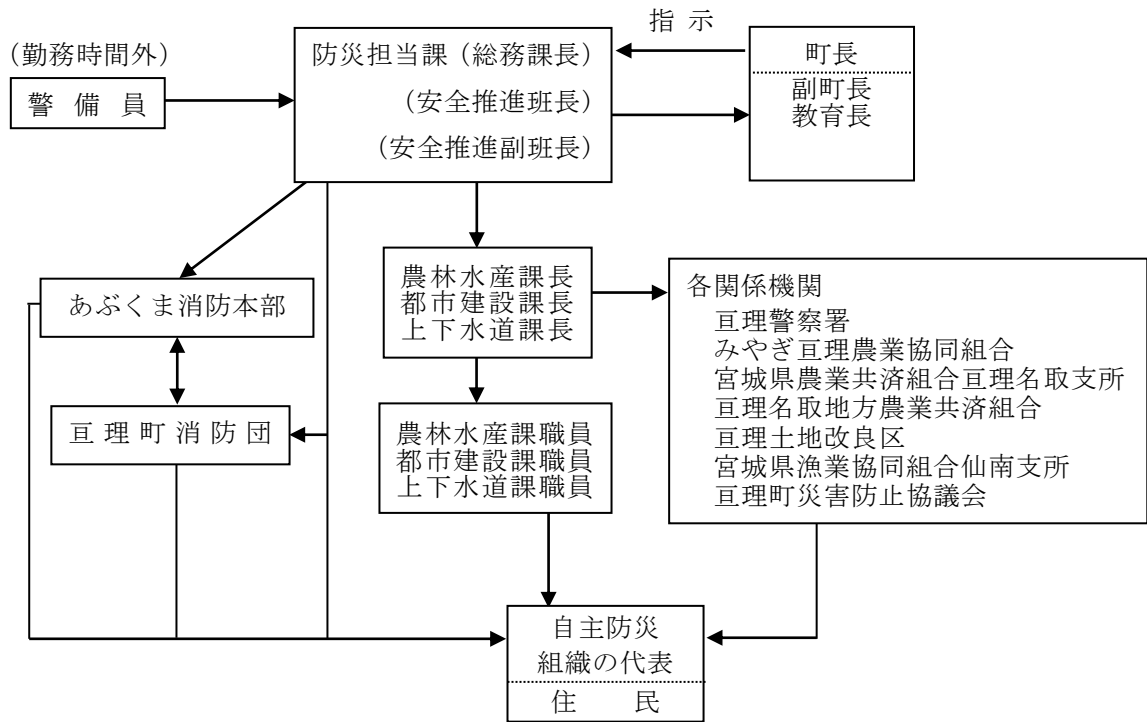 指 示
(勤務時間外)
警 備 員
防災担当課 (総務課長)
(安全推進班長)
(安全推進副班長)
町長
副町長
教育長
あぶくま消防本部
亘 理 町 消 防 団
農林水産課長
都市建設課長
上下水道課長
農林水産課職員
都市建設課職員
上下水道課職員
各関係機関
亘理警察署
みやぎ亘理農業協同組合
宮城県農業共済組合亘理名取支所
亘理名取地方農業共済組合
亘理土地改良区
宮城県漁業協同組合仙南支所
亘理町災害防止協議会
自主防災
組織の代表
住 民